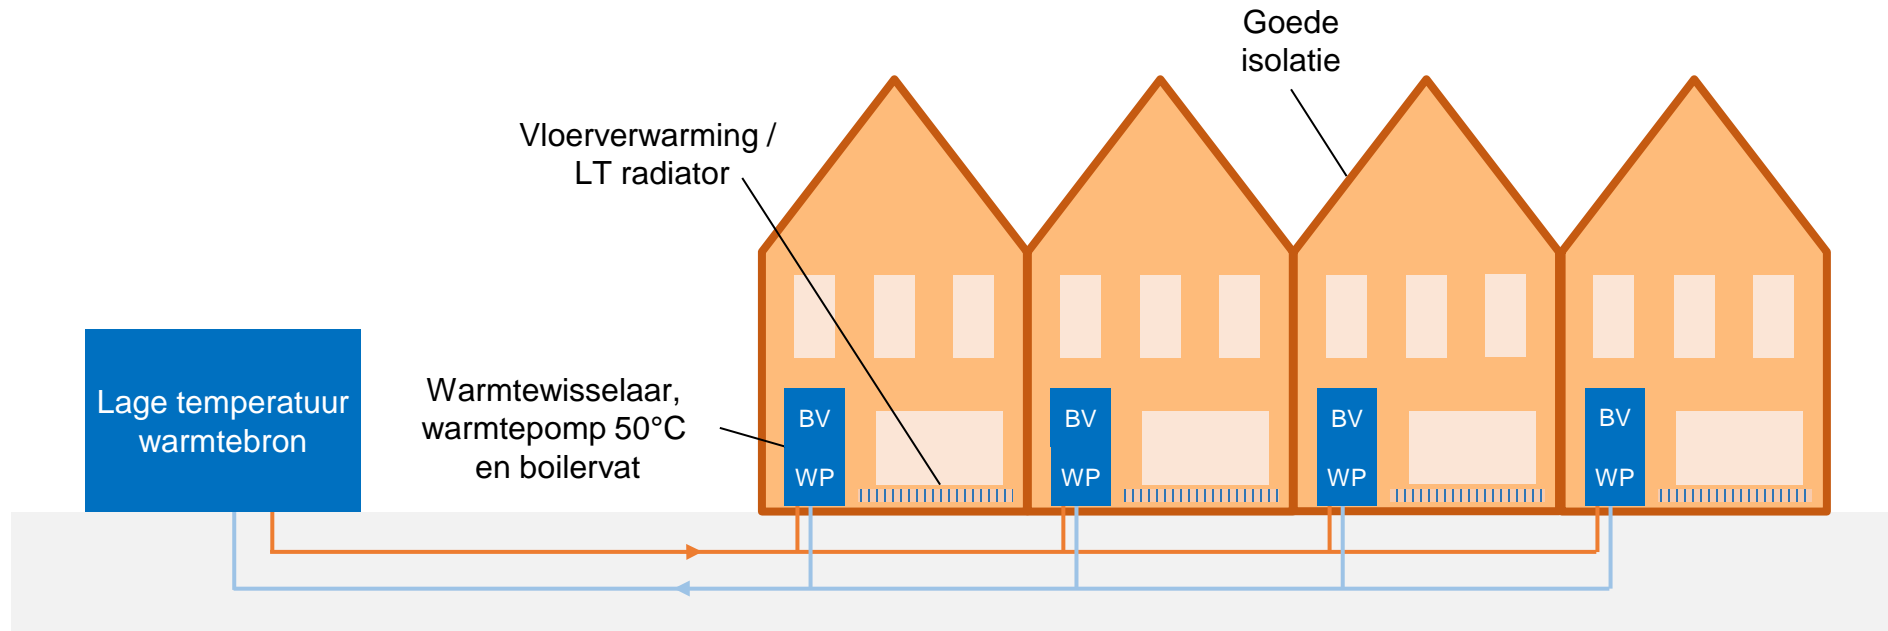 Goede
isolatie
Vloerverwarming /
LT radiator
Lage temperatuur
warmtebron
Warmtewisselaar,
warmtepomp 50°C
en boilervat
BV
WP
BV
WP
BV
WP
BV
WP